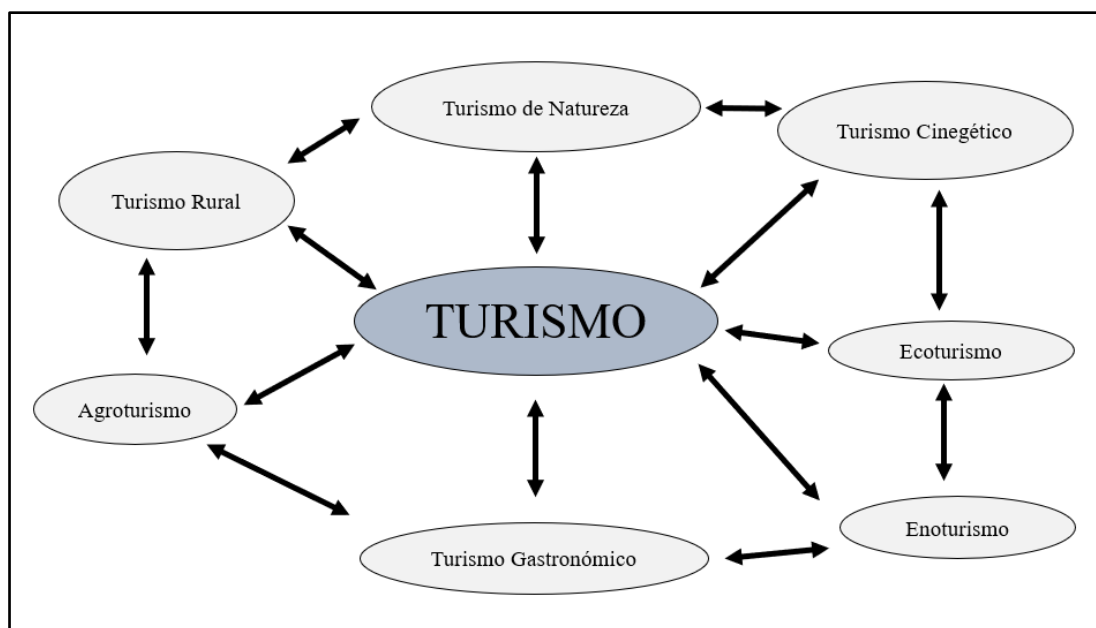 Turismo de Natureza
Turismo Cinegético
Turismo Rural
TURISMO
Ecoturismo
Agroturismo
Enoturismo
Turismo Gastronómico